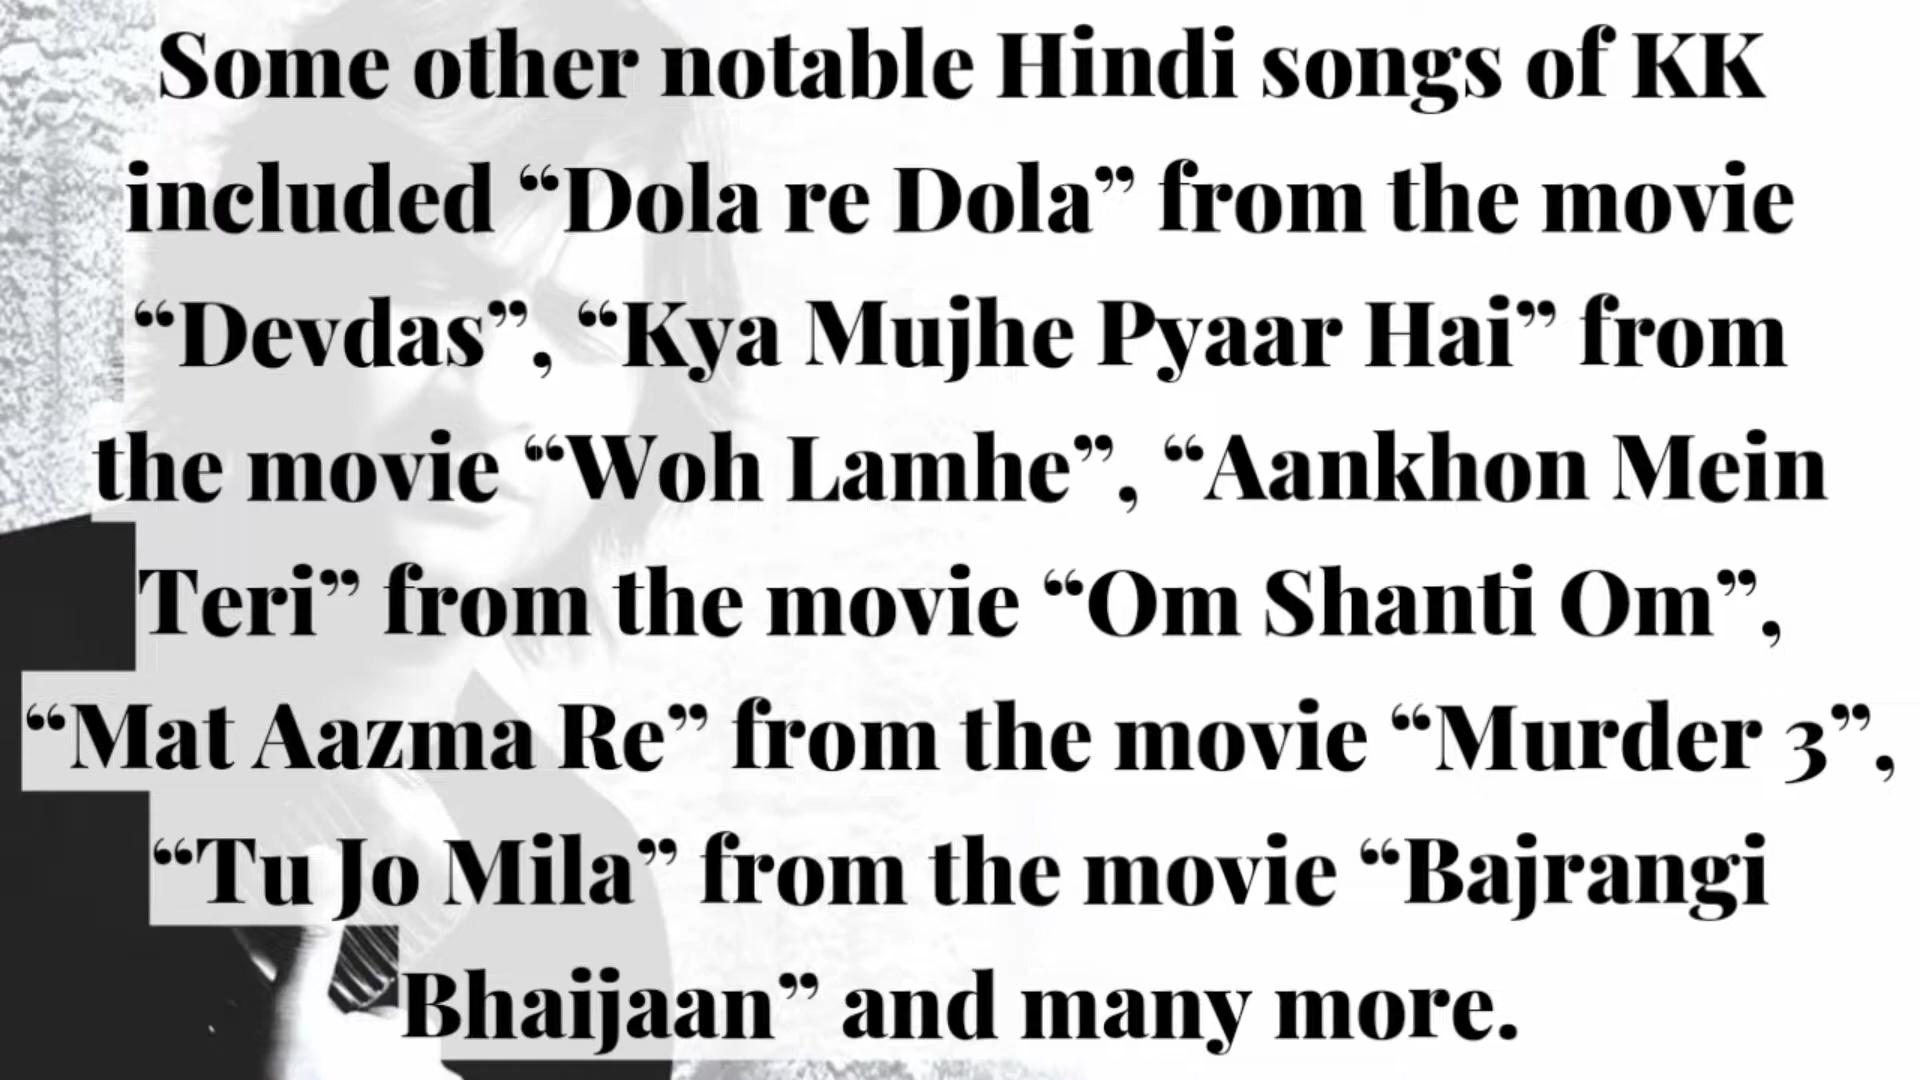 Some other notable Hindi songs of KK
included “Dola re Dola” from the movie
“Devdas”, “Kya Mujhe Pyaar Hai” from
the movie “Woh Lamhe”, “Aankhon Mein
Teri” from the movie “Om Shanti Om”,
“Mat Aazma Re” from the movie “Murder 3”,
“Tu Jo Mila” from the movie “Bajrangi
Bhaijaan” and many more.